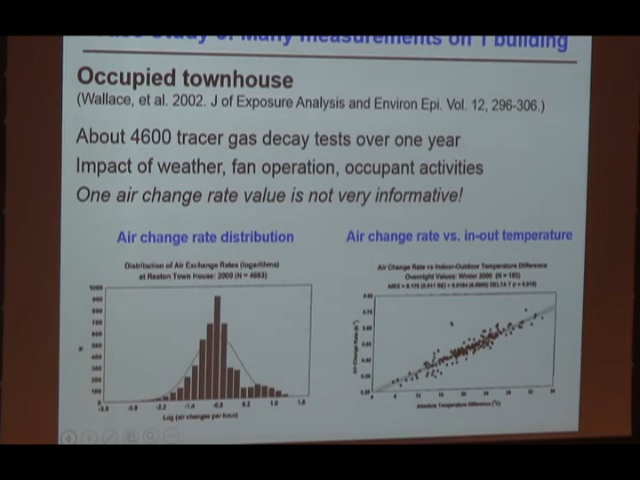 Case Study of Many measurements on 1 building
Occupied townhouse
(Wallace, et al. 2002. J of Exposure Analysis and Environ Epi. Vol. 12, 296-306.)
About 4600 tracer gas decay tests over one year
Impact of weather, fan operation, occupant activities
One air change rate value is not very informative!
Air change rate distribution
Air change rate vs. in-out temperature
Distribution of Air Exchange Rates (logarithms)
at Reston Town House: 2000
Air Change Rate vs Indoor-Outdoor Temperature Difference
Overnight Values: Winter 2000
Air Change Rate
Log (air changes per hour)
Absolute Temperature Difference (°C)